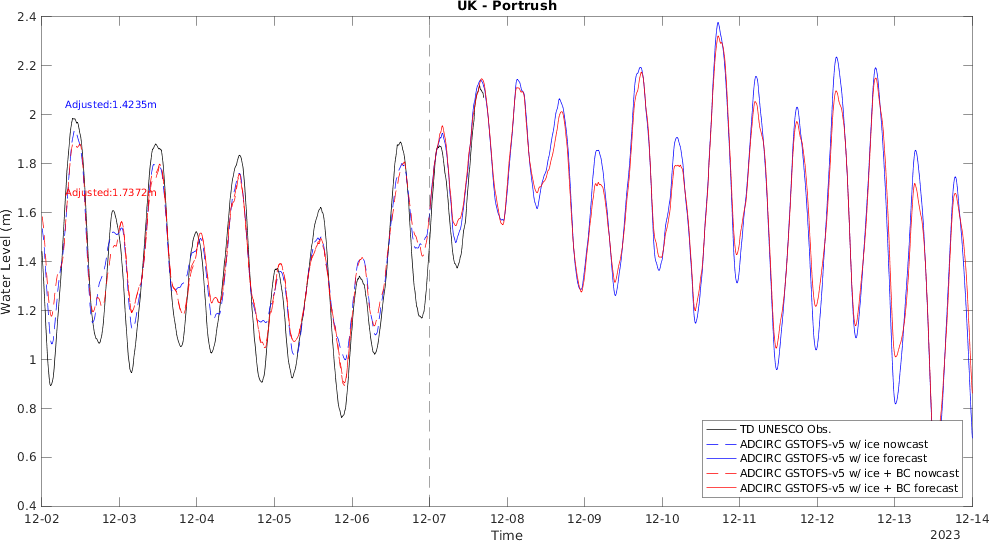 UK - Portrush
2.4
2.2
2
1.8
1.6
1.4
1.2
1
0.8
0.6
0.4
Water Level (m)
Adjusted:1.4235m
Adjusted:1.7372m
TD UNESCO Obs.
ADCIRC GSTOFS-v5 w/ ice nowcast
ADCIRC GSTOFS-v5 w/ ice forecast
ADCIRC GSTOFS-v5 w/ ice + BC nowcast
ADCIRC GSTOFS-v5 w/ ice + BC forecast
12-02 12-03 12-04 12-05 12-06 12-07 12-08 12-09 12-10 12-11 12-12 12-13 12-14
Time
2023